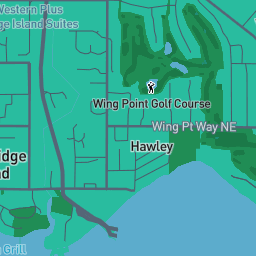 Western Plus
ge Island Suites
Wing Point Golf Course
Wing Pt Way NE
Hawley
idge
nd
Grill